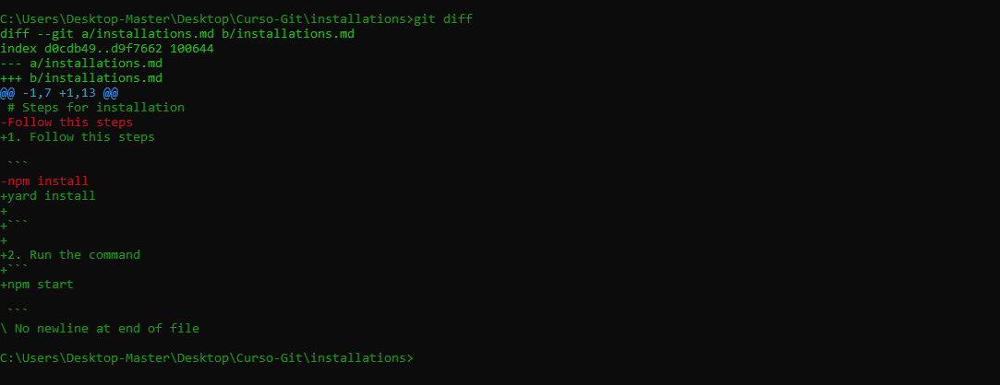 C:\Users\Desktop-Master\Desktop\Curso-Git\installations>git diff
diff --git a/installations.md b/installations.md
index d0cdb49..d9f7662 100644
--- a/installations.md
+++ b/installations.md
@@ -1,7 +1,13 @@
 # Steps for installation
-Follow this steps
+1. Follow this steps

 ```
-npm install
+yard install
+
+```
+
+2. Run the command
+```
+npm start

 ```
\ No newline at end of file

C:\Users\Desktop-Master\Desktop\Curso-Git\installations>